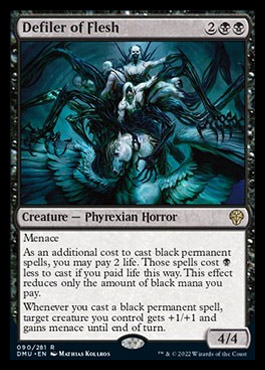 Defiler of Flesh 2
Creature — Phyrexian Horror
Menace
As an additional cost to cast black permanent
spells, you may pay 2 life. Those spells cost
less to cast if you paid life this way. This effect
reduces only the amount of black mana you
pay.
Whenever you cast a black permanent spell,
target creature you control gets +1/+1 and
gains menace until end of turn.
4/4
090/281 R
DMU • EN Mathias Kollros
™ & © 2022 Wizards of the Coast